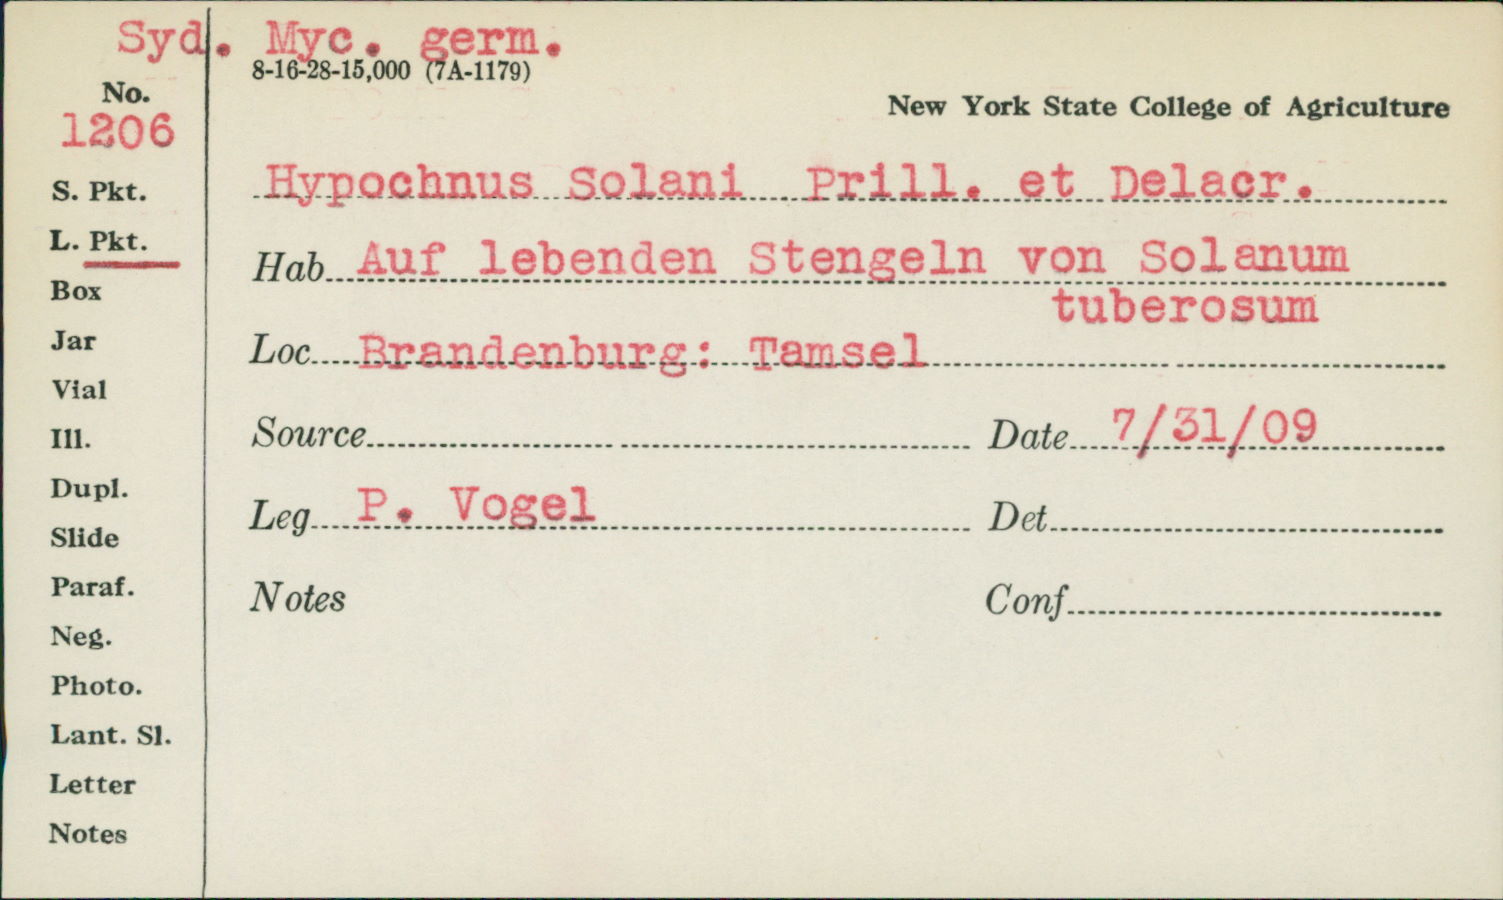 Syd. Myc. germ.
8-16-28-15,000 (7A-1179)
No.
1206
New York State College of Agriculture
S. Pkt.
Hypochnus Solani Prill. et Delacr.
L. Pkt.
Hab Auf lebenden Stengeln von Solanum
tuberosum
Box
Jar
Loc Brandenburg: Tamsel
Vial
Ill.
Source Date 7/31/09
Dupl.
Leg P. Vogel Det
Slide
Paraf.
Notes Conf
Neg.
Photo.
Lant. Sl.
Letter
Notes